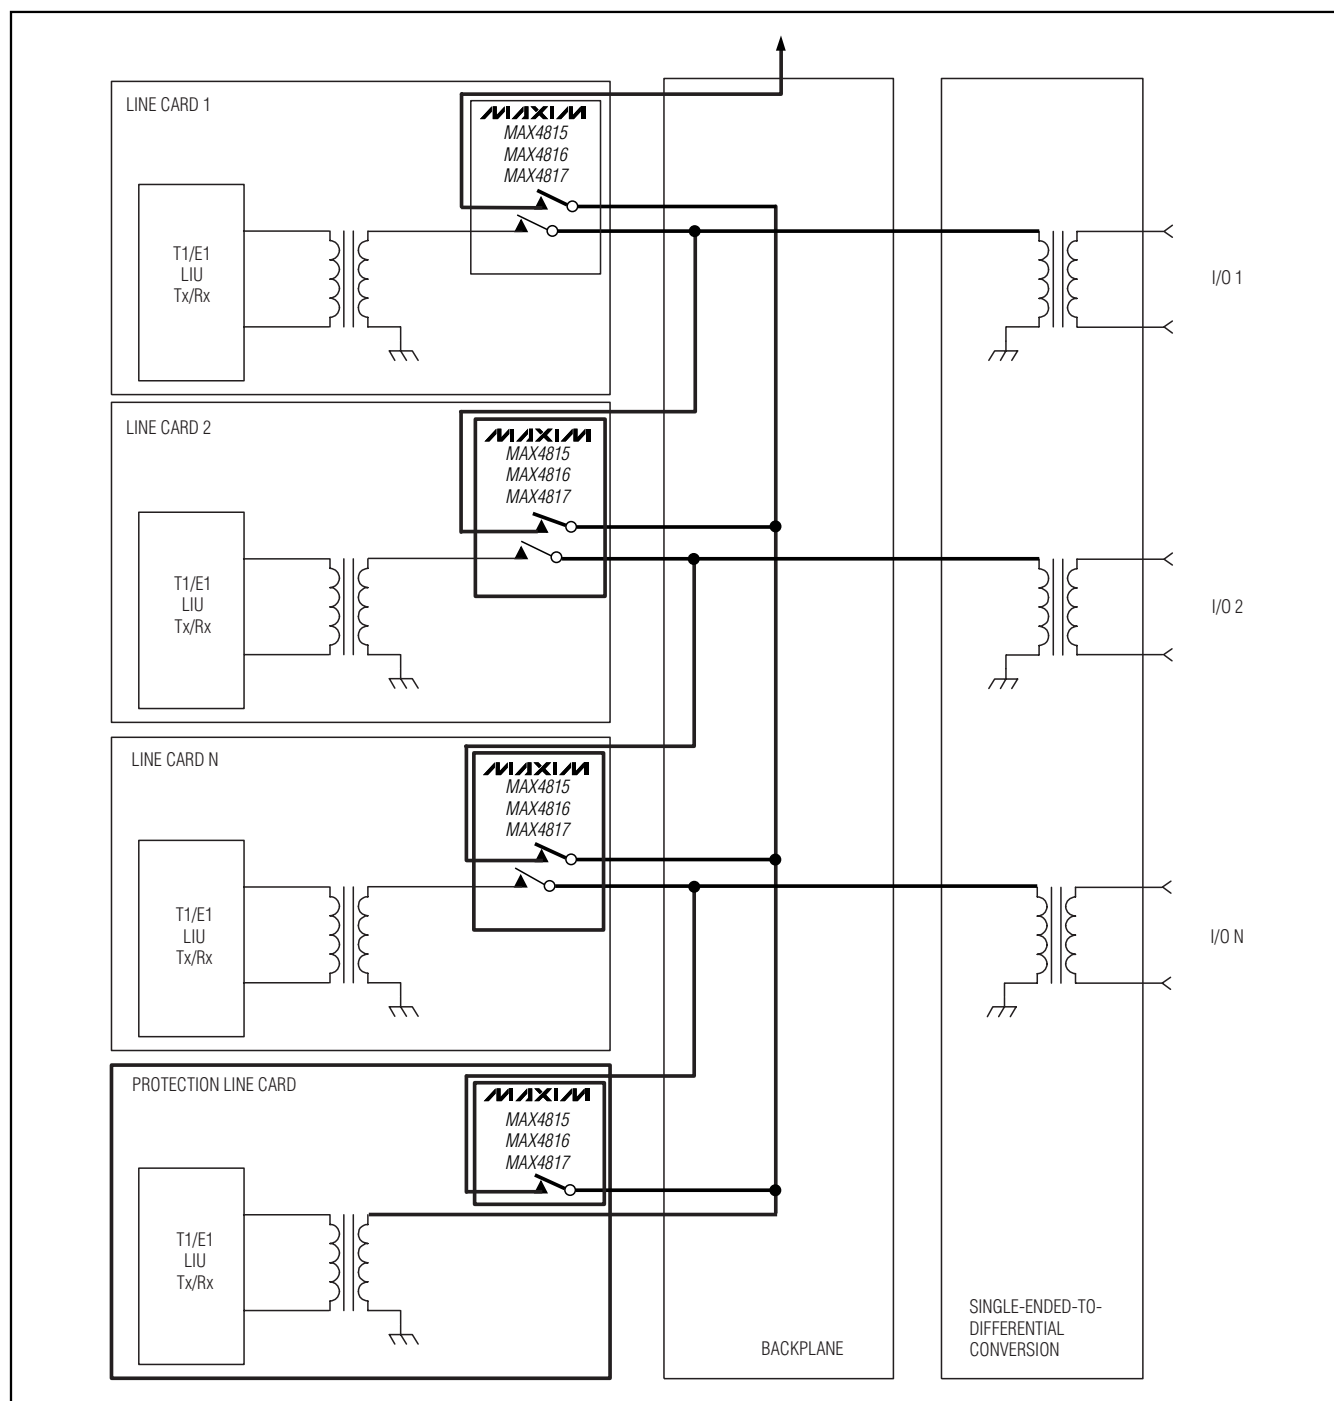 LINE CARD 1
MAXIM
MAX4815
MAX4816
MAX4817
T1/E1
LIU
Tx/Rx
I/O 1
LINE CARD 2
MAXIM
MAX4815
MAX4816
MAX4817
T1/E1
LIU
Tx/Rx
I/O 2
LINE CARD N
MAXIM
MAX4815
MAX4816
MAX4817
T1/E1
LIU
Tx/Rx
I/O N
PROTECTION LINE CARD
MAXIM
MAX4815
MAX4816
MAX4817
T1/E1
LIU
Tx/Rx
BACKPLANE
SINGLE-ENDED-TO-
DIFFERENTIAL
CONVERSION